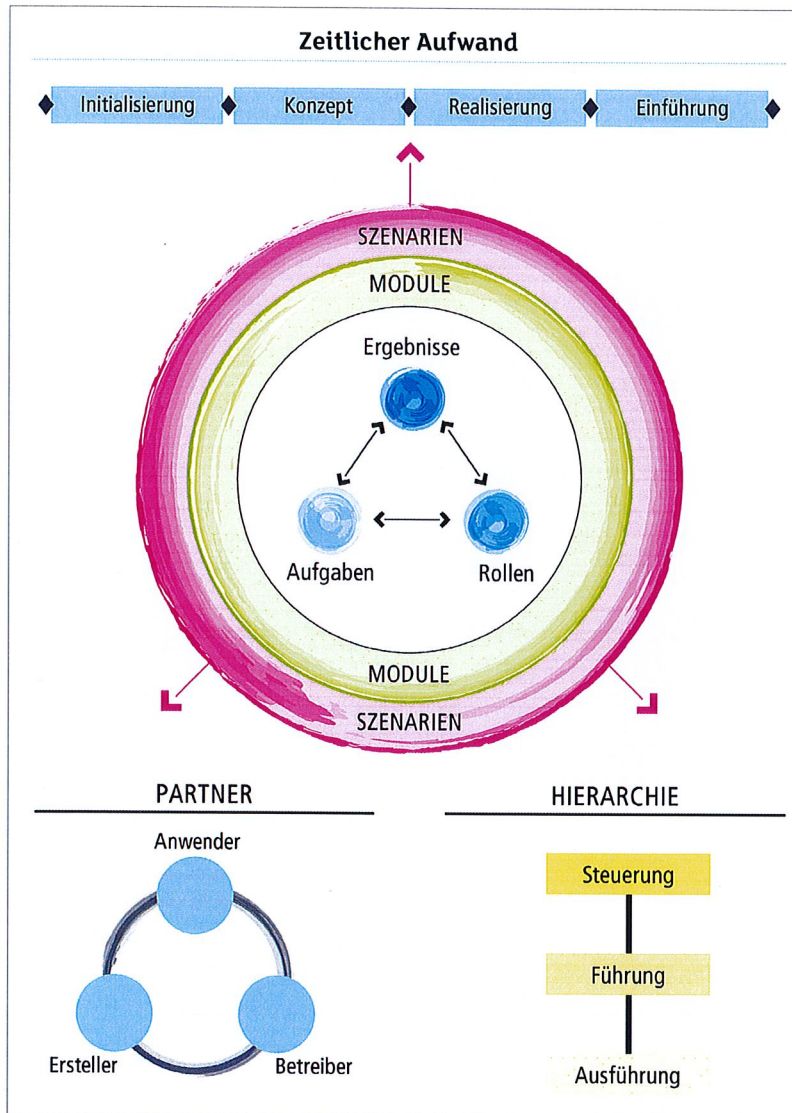 Zeitlicher Aufwand
Initialisierung
Konzept
Realisierung
Einführung
SZENARIEN
MODULE
Ergebnisse
Aufgaben
Rollen
MODULE
SZENARIEN
PARTNER
Anwender
Ersteller
Betreiber
HIERARCHIE
Steuerung
Führung
Ausführung